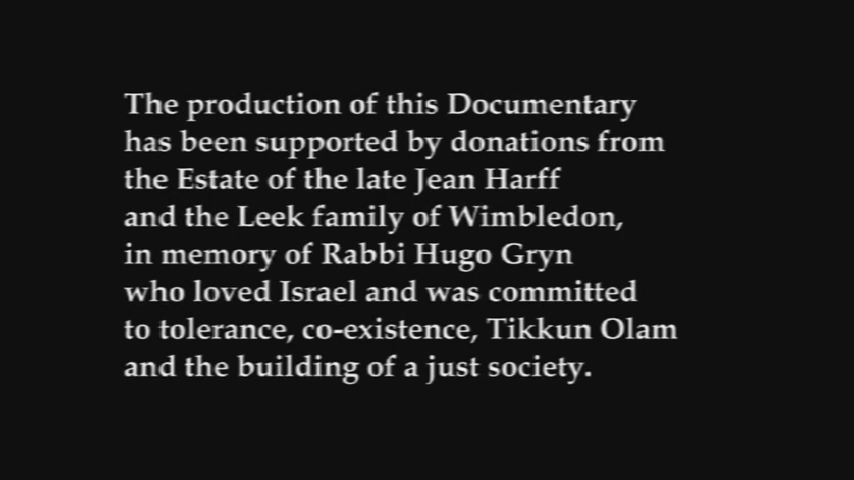 The production of this Documentary
has been supported by donations from
the Estate of the late Jean Harff
and the Leek family of Wimbledon,
in memory of Rabbi Hugo Gryn
who loved Israel and was committed
to tolerance, co-existence, Tikkun Olam
and the building of a just society.